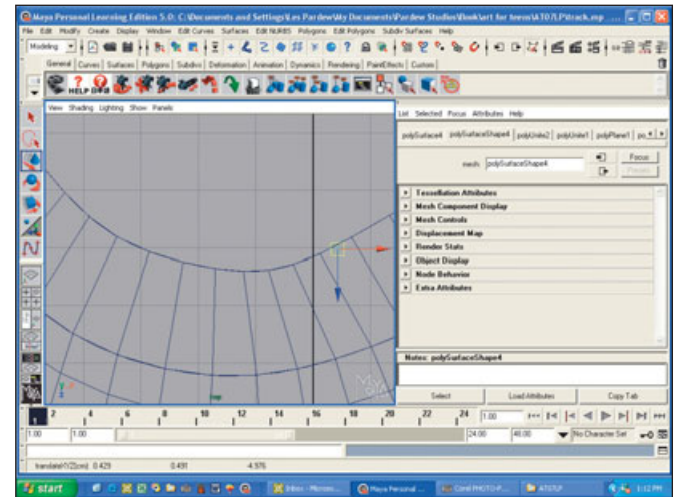 Maya Personal Learning Edition 5.0: C:\Documents and Settings\Les Pardew\My Documents\Pardew Studios\Book\art for teens\AT07LP\track.mp
File Edit Modify Create Display Window Edit Curves Surfaces Edit NURBS Polygons Edit Polygons Subdiv Surfaces Help
Modeling
General Curves Surfaces Polygons Subdivs Deformation Animation Dynamics Rendering PaintEffects Custom
HELP
View Shading Lighting Show Panels
List Selected Focus Attributes Help
polySurface4 polySurfaceShape4 polyUnite2 polyUnite1 polyPlane1
mesh: polySurfaceShape4
Focus
Presets
Tessellation Attributes
Mesh Component Display
Mesh Controls
Displacement Map
Render Stats
Object Display
Node Behavior
Extra Attributes
Notes: polySurfaceShape4
top
Select Load Attributes Copy Tab
1 2 4 6 8 10 12 14 16 18 20 22 24 1.00
1.00 1.00 24.00 48.00 No Character Set
translateXYZ(cm) 0.429 0.491 -4.976
start Inbox - Microso... Maya Personal ... Corel PHOTO-P... AT07LP 1:12 PM